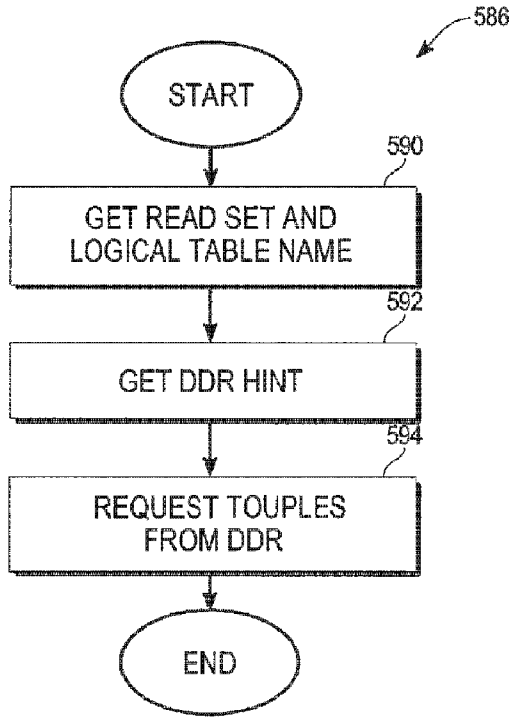 586
START
590
GET READ SET AND
LOGICAL TABLE NAME
592
GET DDR HINT
594
REQUEST TOUPLES
FROM DDR
END